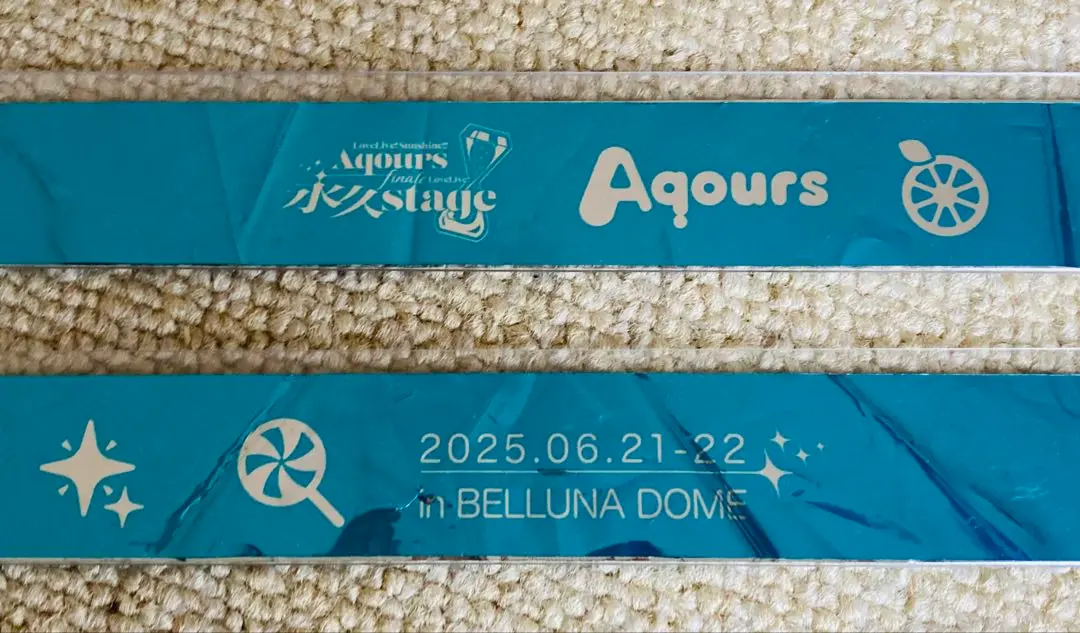 LoveLive!Sunshine!!
Aqours
finale LoveLive!
永久stage
Aqours
2025.06.21-22
in BELLUNA DOME